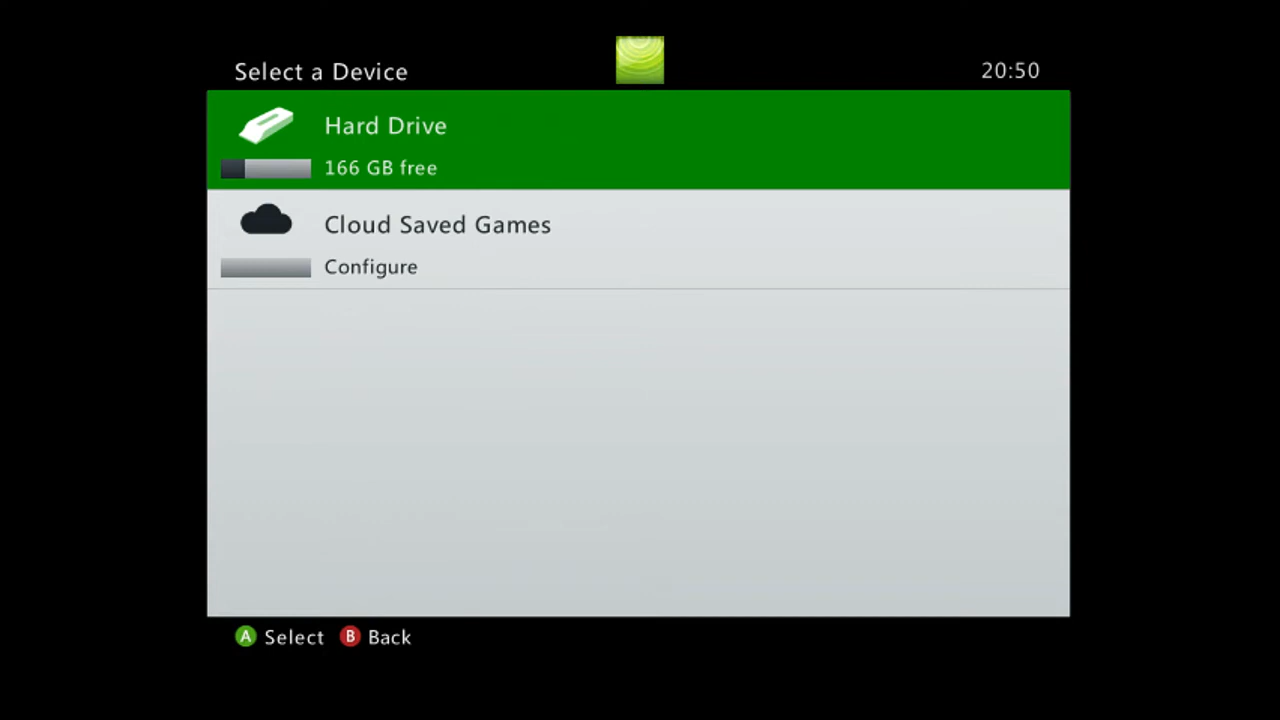 Select a Device
20:50
Hard Drive
166 GB free
Cloud Saved Games
Configure
A Select B Back